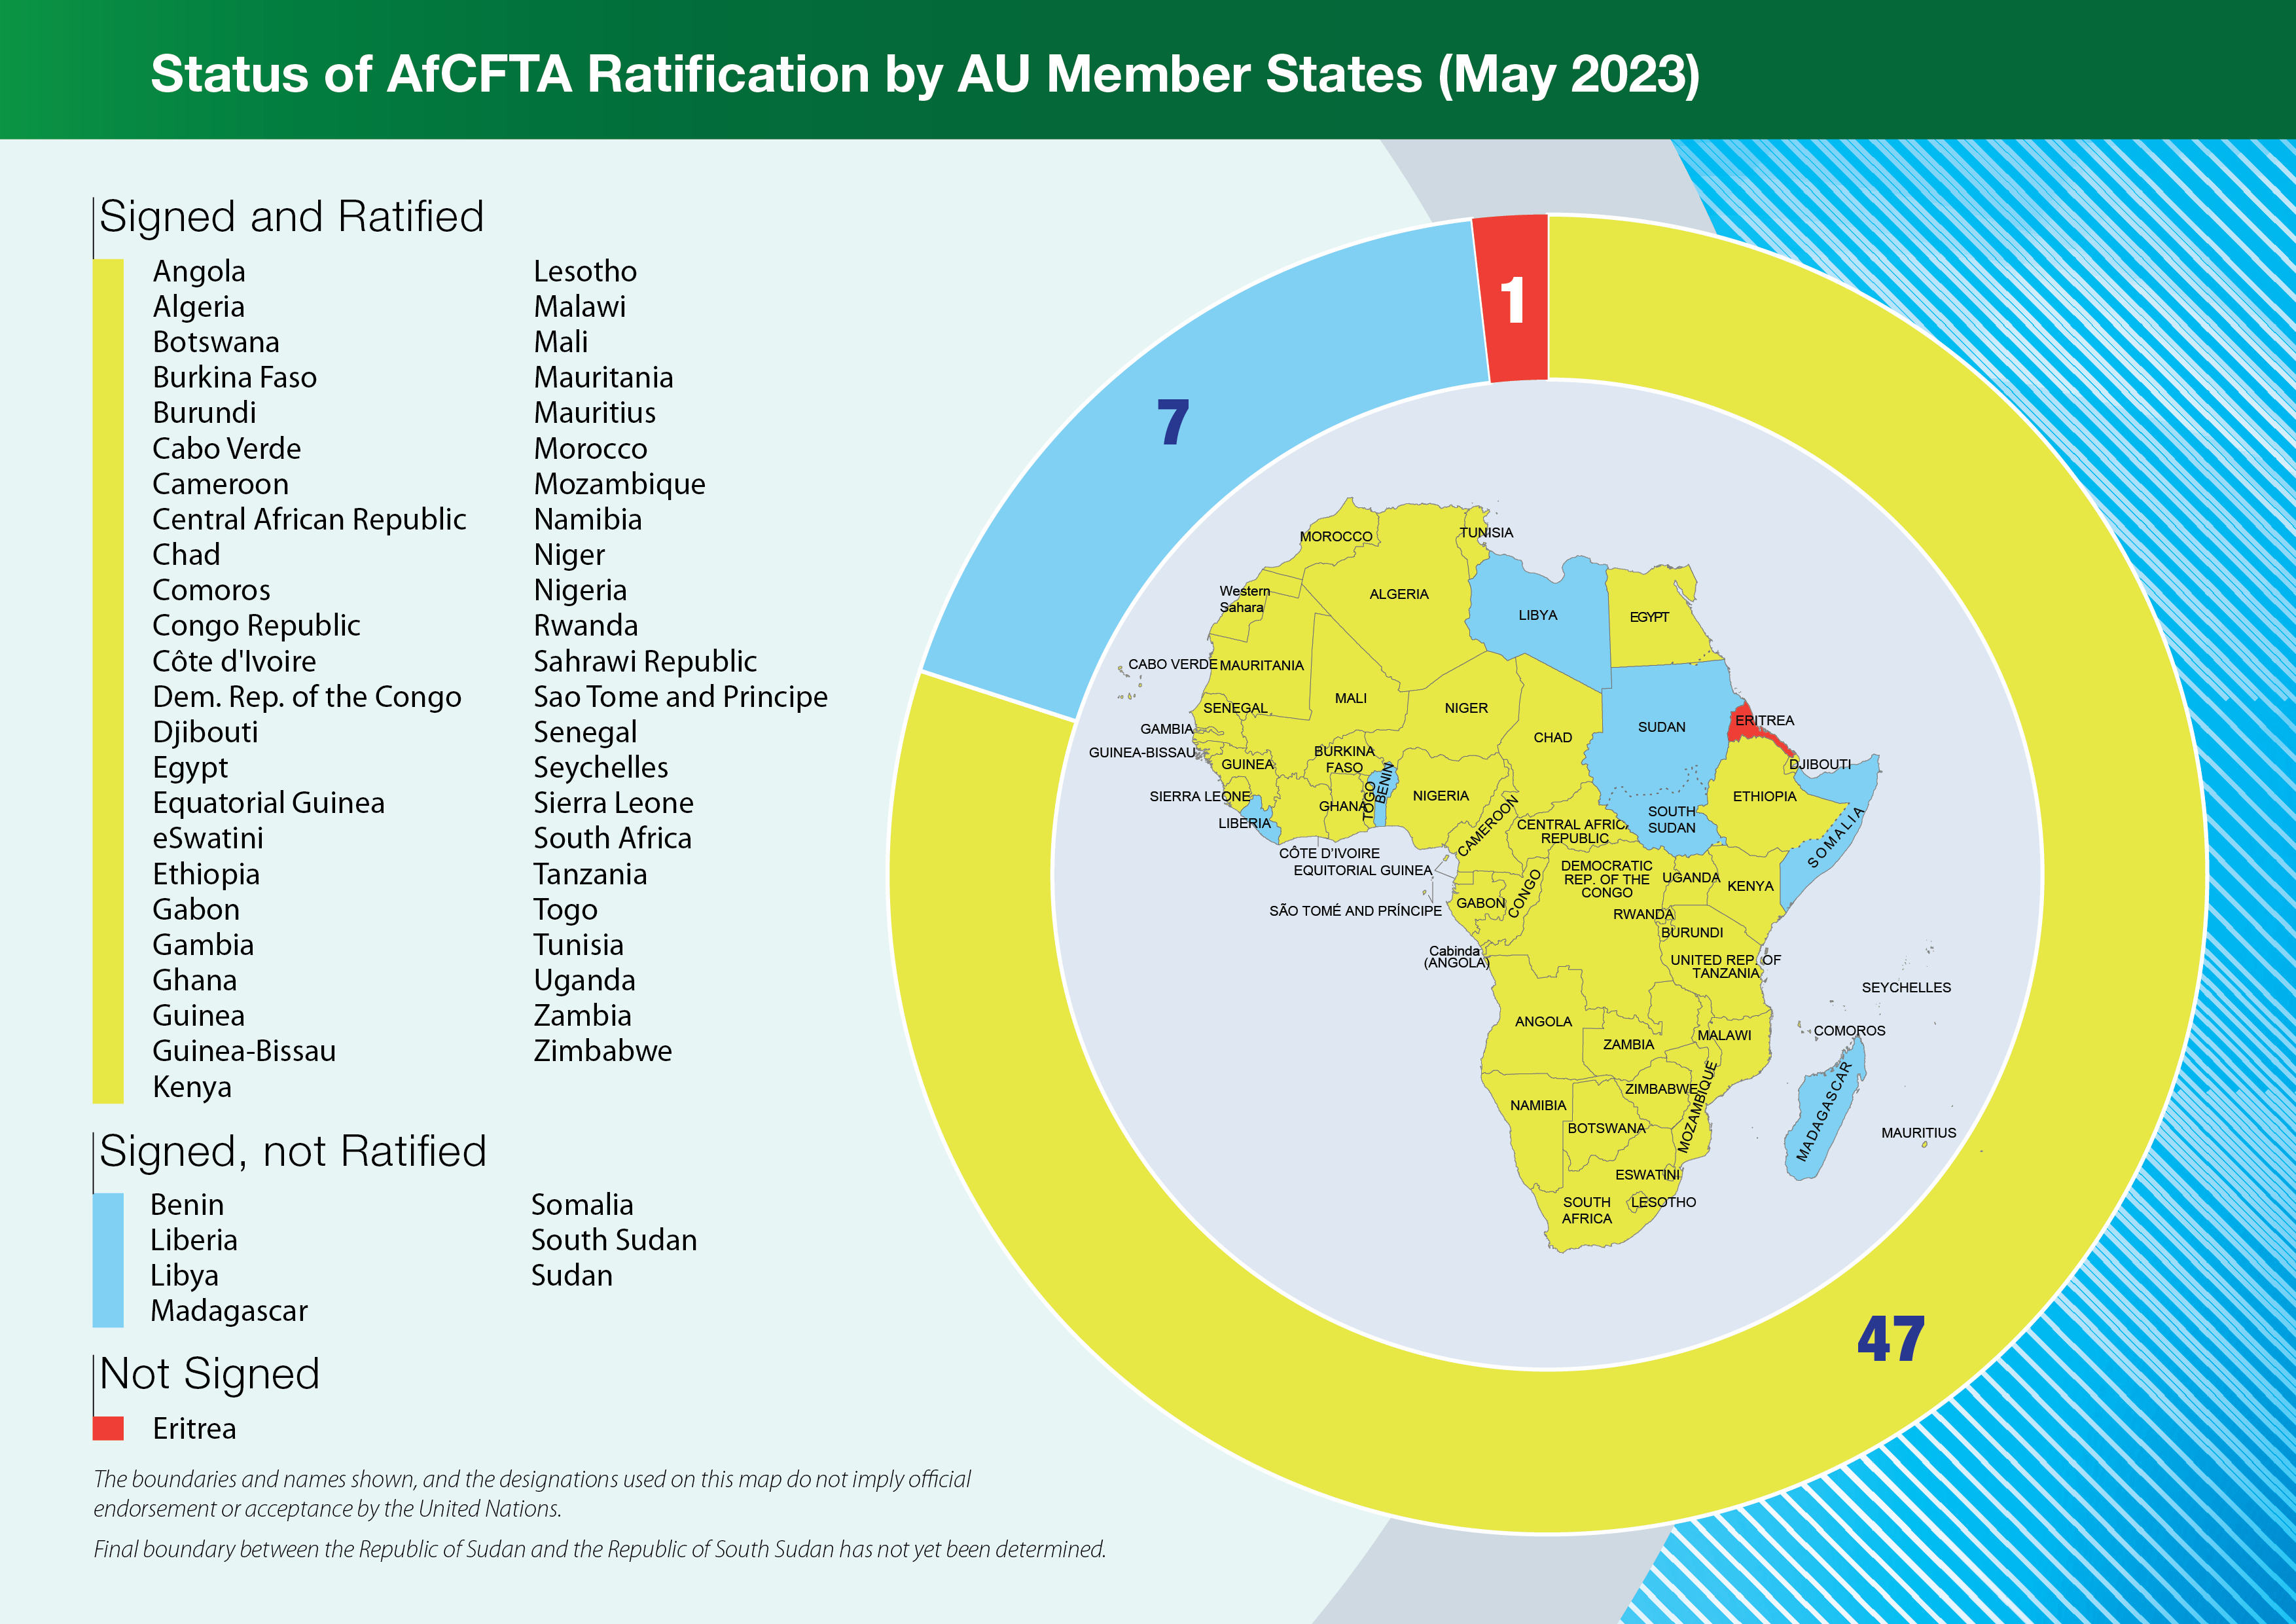 Status of AfCFTA Ratification by AU Member States (May 2023)
Signed and Ratified
Angola
Algeria
Botswana
Burkina Faso
Burundi
Cabo Verde
Cameroon
Central African Republic
Chad
Comoros
Congo Republic
Côte d'Ivoire
Dem. Rep. of the Congo
Djibouti
Egypt
Equatorial Guinea
eSwatini
Ethiopia
Gabon
Gambia
Ghana
Guinea
Guinea-Bissau
Kenya
Lesotho
Malawi
Mali
Mauritania
Mauritius
Morocco
Mozambique
Namibia
Niger
Nigeria
Rwanda
Sahrawi Republic
Sao Tome and Principe
Senegal
Seychelles
Sierra Leone
South Africa
Tanzania
Togo
Tunisia
Uganda
Zambia
Zimbabwe
Signed, not Ratified
Benin
Liberia
Libya
Madagascar
Somalia
South Sudan
Sudan
Not Signed
Eritrea
The boundaries and names shown, and the designations used on this map do not imply official
endorsement or acceptance by the United Nations.
Final boundary between the Republic of Sudan and the Republic of South Sudan has not yet been determined.
1
7
47
MOROCCO
TUNISIA
ALGERIA
Western
Sahara
LIBYA
EGYPT
CABO VERDE
MAURITANIA
MALI
NIGER
SENEGAL
GAMBIA
GUINEA-BISSAU
CHAD
SUDAN
ERITREA
DJIBOUTI
BURKINA
FASO
GUINEA
BENIN
TOGO
SIERRA LEONE
GHANA
NIGERIA
ETHIOPIA
LIBERIA
SOUTH
SUDAN
SOMALIA
CAMEROON
CENTRAL AFRICA
REPUBLIC
CÔTE D'IVOIRE
EQUITORIAL GUINEA
DEMOCRATIC
REP. OF THE
CONGO
UGANDA
KENYA
GABON
CONGO
SÃO TOMÉ AND PRÍNCIPE
RWANDA
BURUNDI
Cabinda
(ANGOLA)
UNITED REP. OF
TANZANIA
SEYCHELLES
ANGOLA
COMOROS
MALAWI
ZAMBIA
ZIMBABWE
MOZAMBIQUE
NAMIBIA
BOTSWANA
MADAGASCAR
MAURITIUS
ESWATINI
SOUTH
AFRICA
LESOTHO